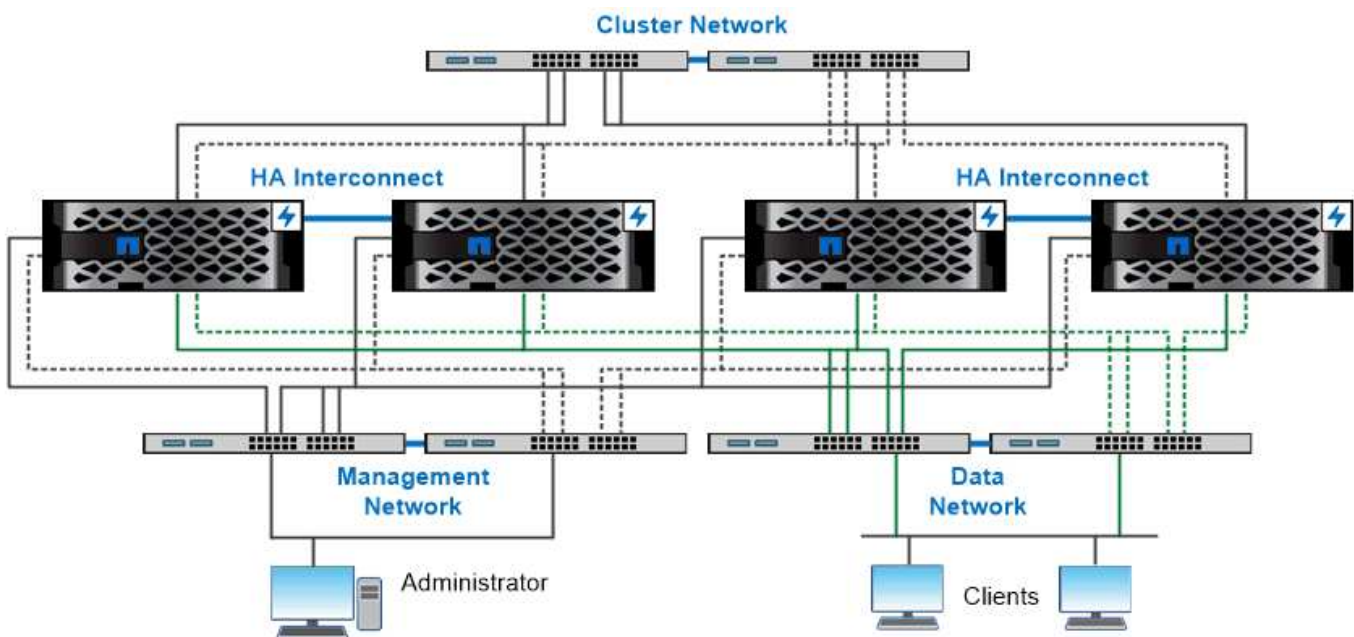 Cluster Network
HA Interconnect
HA Interconnect
Management
Network
Data
Network
Administrator
Clients